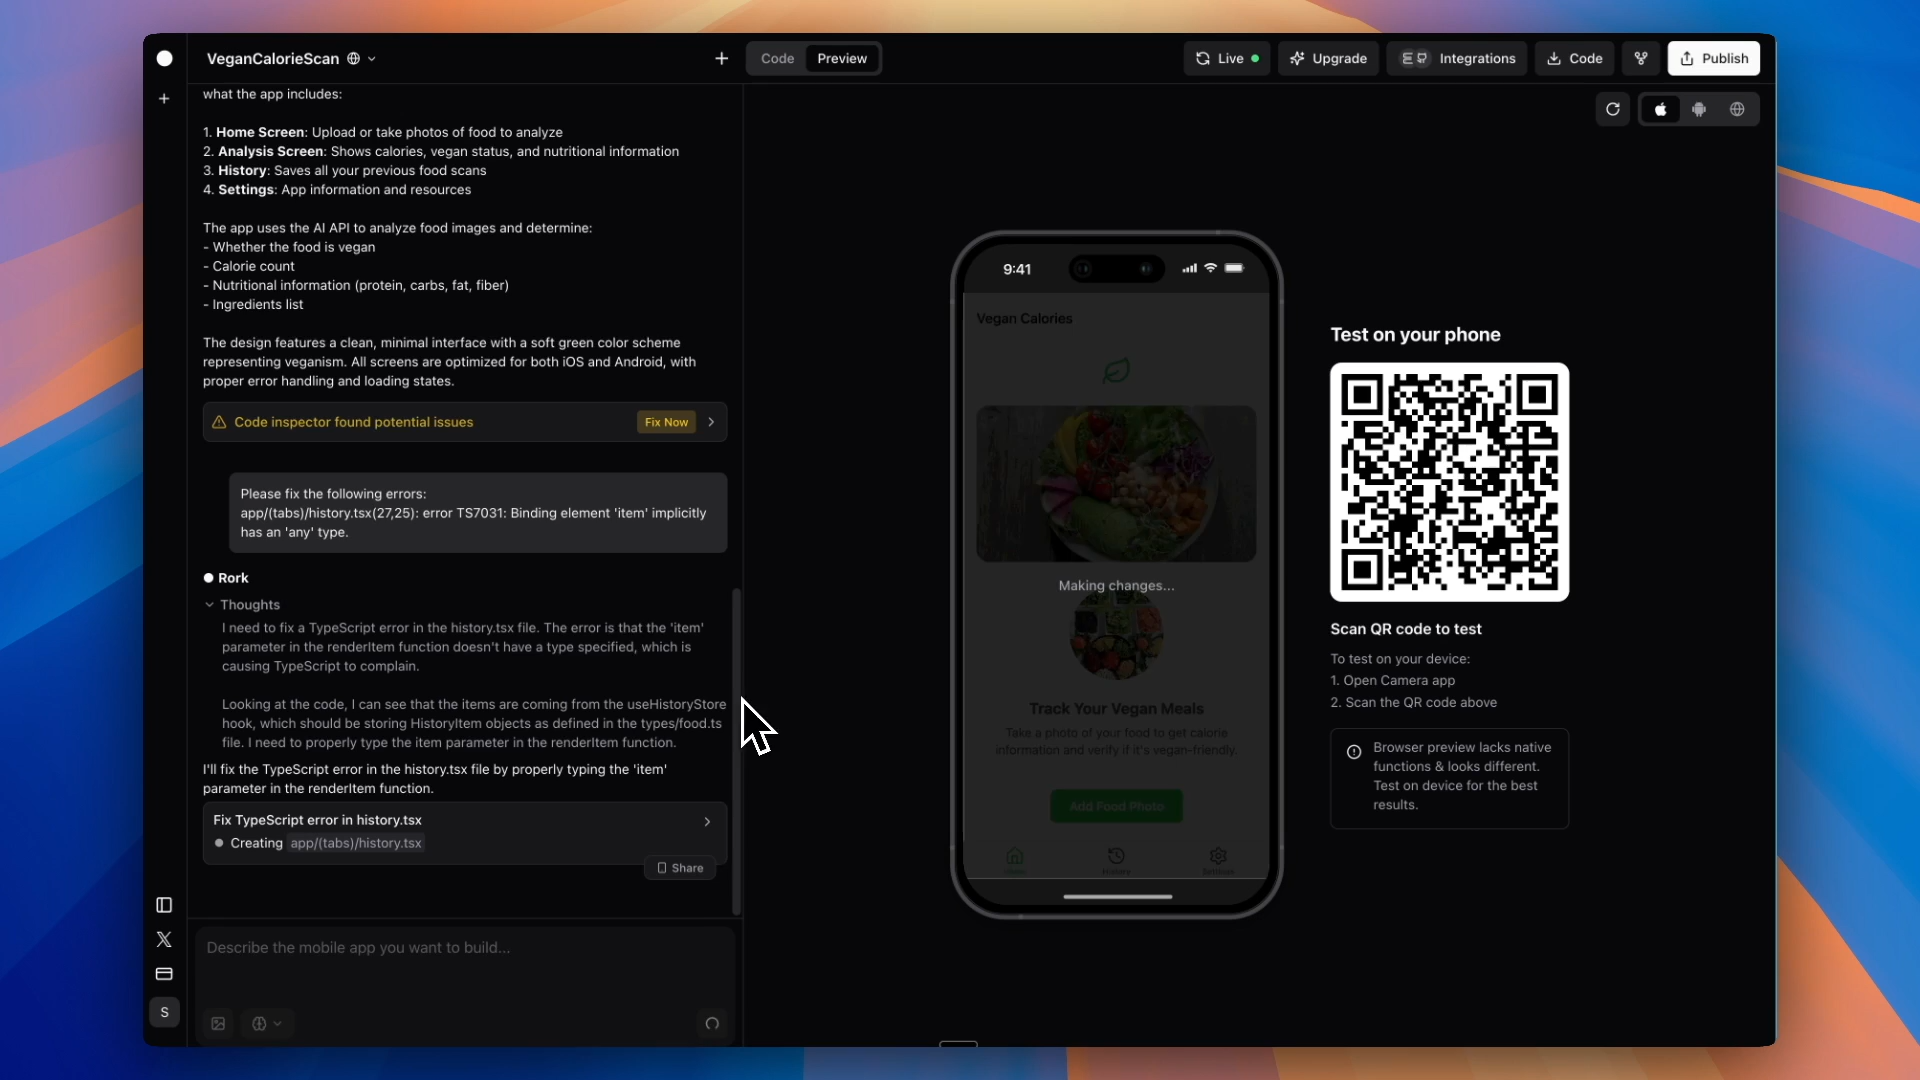 VeganCalorieScan
Code
Preview
Live
Upgrade
Integrations
Code
Publish
what the app includes:
1. Home Screen: Upload or take photos of food to analyze
2. Analysis Screen: Shows calories, vegan status, and nutritional information
3. History: Saves all your previous food scans
4. Settings: App information and resources
The app uses the AI API to analyze food images and determine:
- Whether the food is vegan
- Calorie count
- Nutritional information (protein, carbs, fat, fiber)
- Ingredients list
The design features a clean, minimal interface with a soft green color scheme
representing veganism. All screens are optimized for both iOS and Android, with
proper error handling and loading states.
Code inspector found potential issues
Fix Now
Please fix the following errors:
app/(tabs)/history.tsx(27,25): error TS7031: Binding element 'item' implicitly
has an 'any' type.
Rork
Thoughts
I need to fix a TypeScript error in the history.tsx file. The error is that the 'item'
parameter in the renderItem function doesn't have a type specified, which is
causing TypeScript to complain.
Looking at the code, I can see that the items are coming from the useHistoryStore
hook, which should be storing HistoryItem objects as defined in the types/food.ts
file. I need to properly type the item parameter in the renderItem function.
I'll fix the TypeScript error in the history.tsx file by properly typing the 'item'
parameter in the renderItem function.
Fix TypeScript error in history.tsx
Creating app/(tabs)/history.tsx
Share
Describe the mobile app you want to build...
S
9:41
Vegan Calories
Making changes...
Track Your Vegan Meals
Take a photo of your food to get calorie
information and verify if it's vegan-friendly.
Add Food Photo
Home
History
Settings
Test on your phone
Scan QR code to test
To test on your device:
1. Open Camera app
2. Scan the QR code above
Browser preview lacks native
functions & looks different.
Test on device for the best
results.